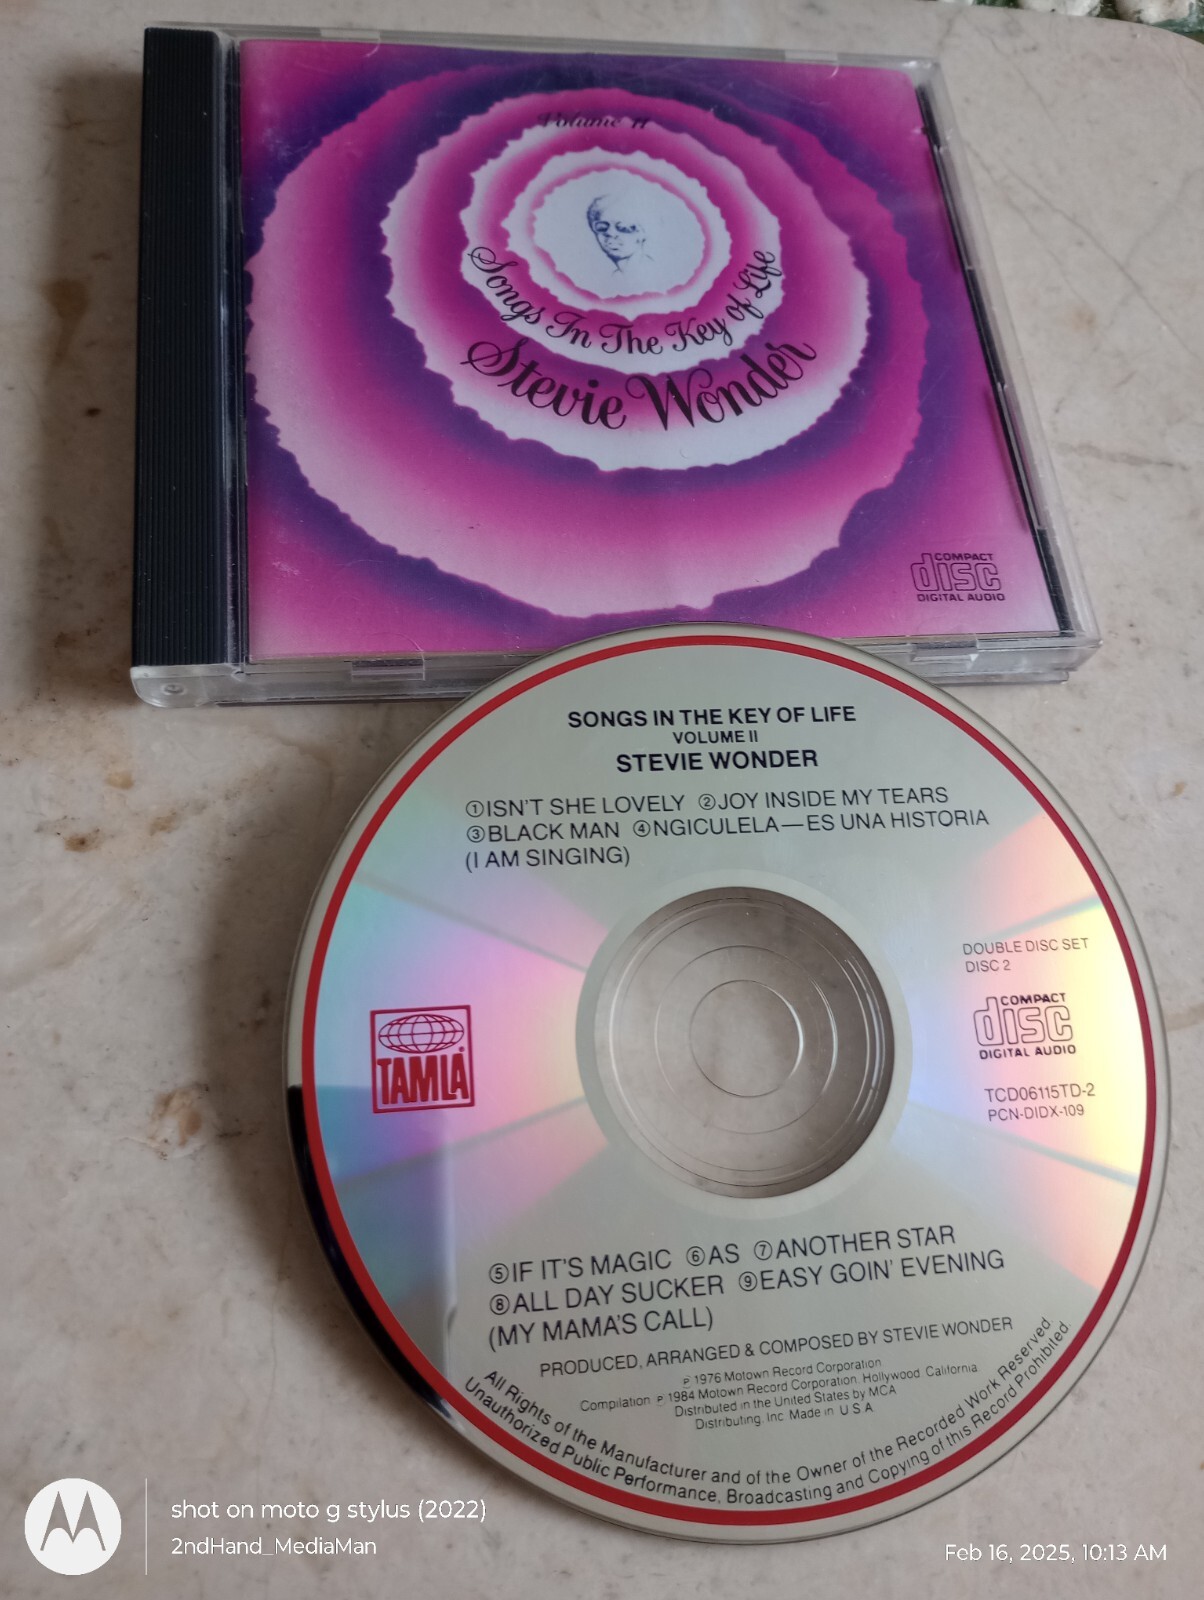 Volume II
Songs In The Key of Life
Stevie Wonder
COMPACT
disc
DIGITAL AUDIO
SONGS IN THE KEY OF LIFE
VOLUME II
STEVIE WONDER
①ISN'T SHE LOVELY ②JOY INSIDE MY TEARS
③BLACK MAN ④NGICULELA—ES UNA HISTORIA
(I AM SINGING)
DOUBLE DISC SET
DISC 2
COMPACT
disc
DIGITAL AUDIO
TAMLA
TCD06115TD-2
PCN-DIDX-109
⑤IF IT'S MAGIC ⑥AS ⑦ANOTHER STAR
⑧ALL DAY SUCKER ⑨EASY GOIN' EVENING
(MY MAMA'S CALL)
PRODUCED, ARRANGED & COMPOSED BY STEVIE WONDER
℗ 1976 Motown Record Corporation
Compilation ℗ 1984 Motown Record Corporation, Hollywood, California.
Distributed in the United States by MCA
Distributing, Inc. Made in U.S.A.
All Rights of the Manufacturer and of the Owner of the Recorded Work Reserved.
Unauthorized Public Performance, Broadcasting and Copying of this Record Prohibited.
shot on moto g stylus (2022)
2ndHand_MediaMan
Feb 16, 2025, 10:13 AM